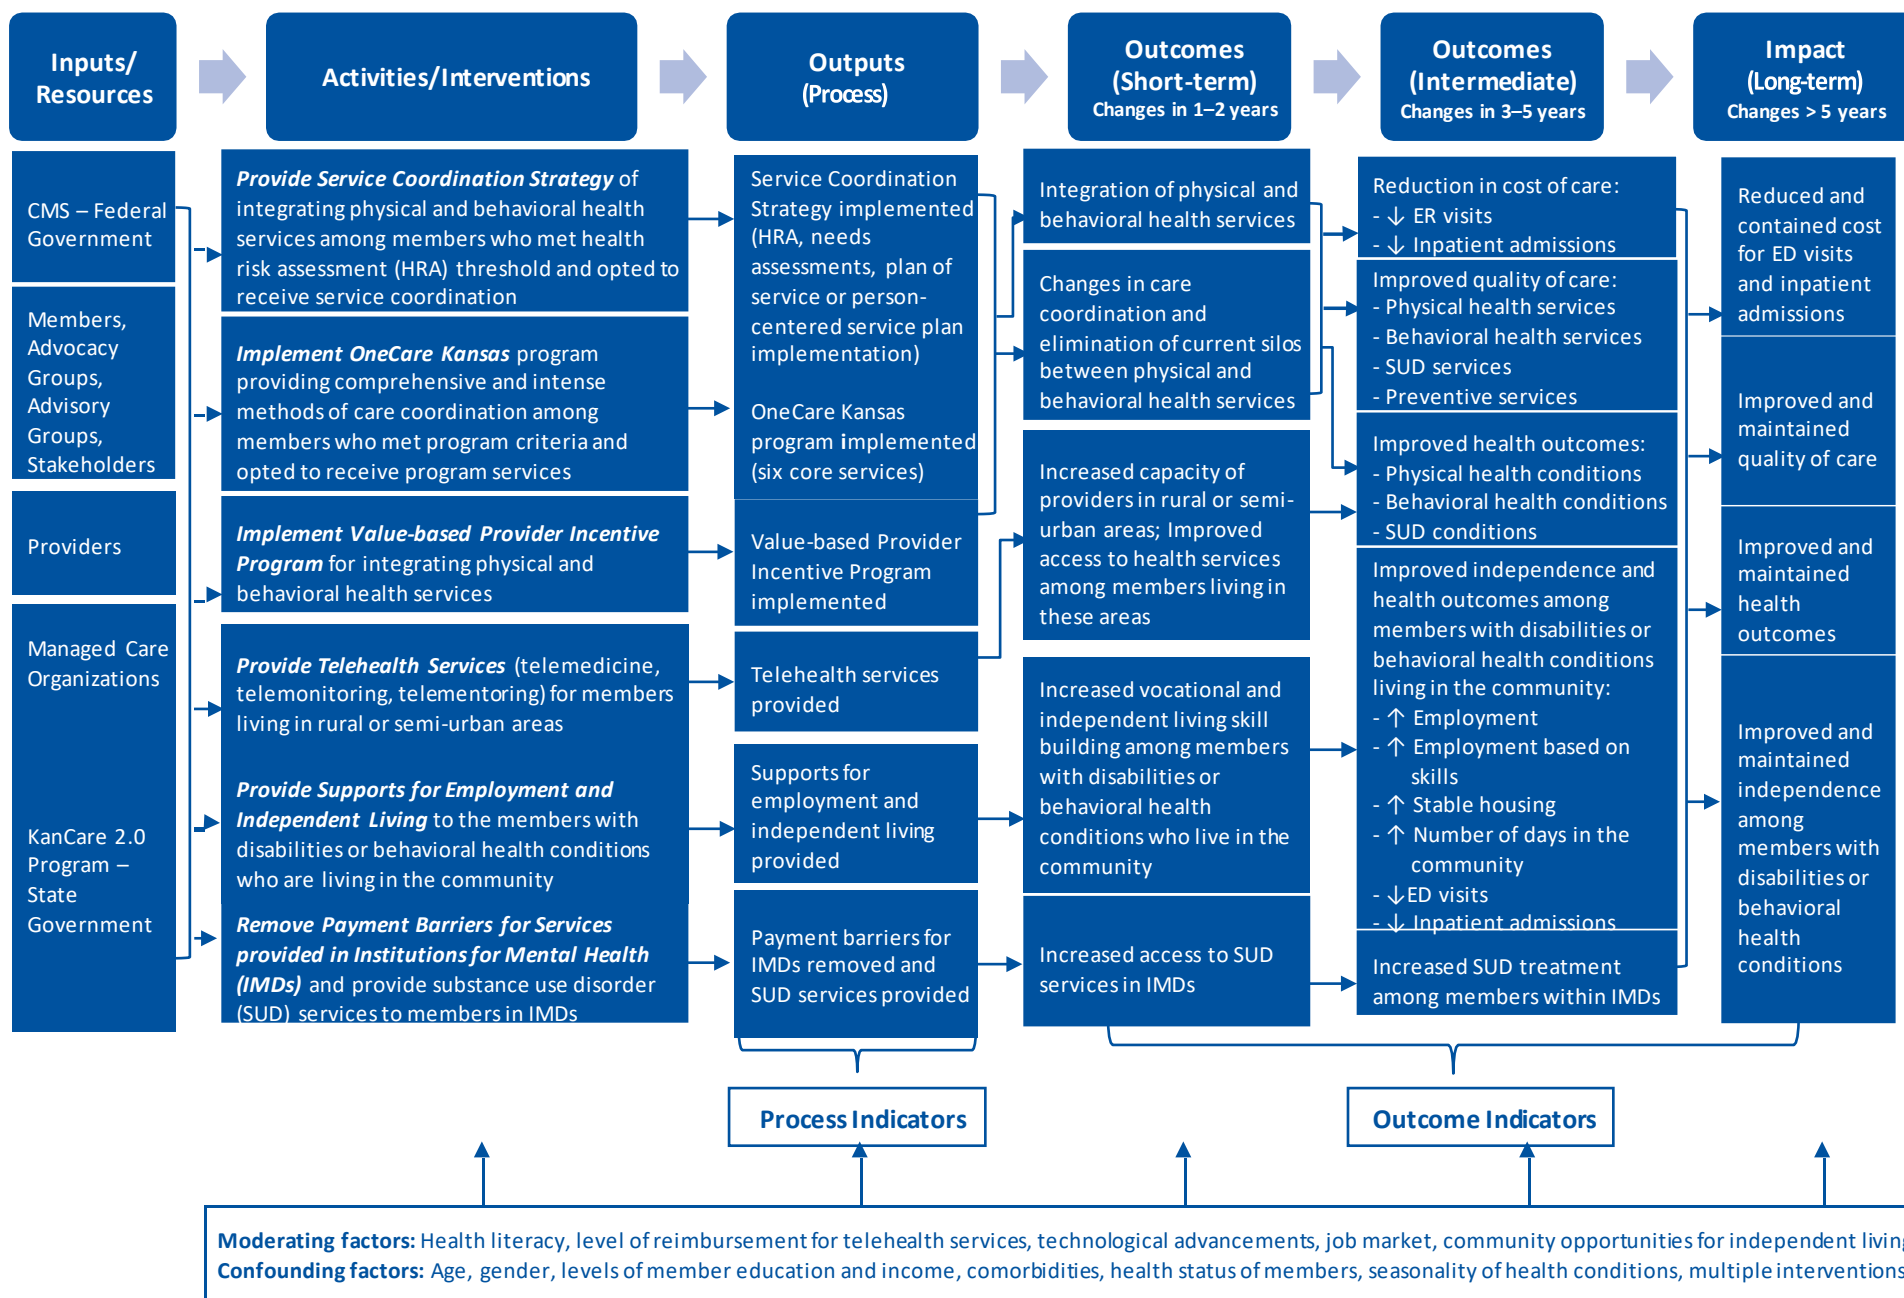 Inputs/
Resources
Activities/Interventions
Outputs
(Process)
Outcomes
(Short-term)
Changes in 1–2 years
Outcomes
(Intermediate)
Changes in 3–5 years
Impact
(Long-term)
Changes > 5 years
CMS – Federal
Government
Members,
Advocacy
Groups,
Advisory
Groups,
Stakeholders
Providers
Managed Care
Organizations
KanCare 2.0
Program –
State
Government
Provide Service Coordination Strategy of
integrating physical and behavioral health
services among members who met health
risk assessment (HRA) threshold and opted to
receive service coordination
Implement OneCare Kansas program
providing comprehensive and intense
methods of care coordination among
members who met program criteria and
opted to receive program services
Implement Value-based Provider Incentive
Program for integrating physical and
behavioral health services
Provide Telehealth Services (telemedicine,
telemonitoring, telementoring) for members
living in rural or semi-urban areas
Provide Supports for Employment and
Independent Living to the members with
disabilities or behavioral health conditions
who are living in the community
Remove Payment Barriers for Services
provided in Institutions for Mental Health
(IMDs) and provide substance use disorder
(SUD) services to members in IMDs
Service Coordination
Strategy implemented
(HRA, needs
assessments, plan of
service or person-
centered service plan
implementation)
OneCare Kansas
program implemented
(six core services)
Value-based Provider
Incentive Program
implemented
Telehealth services
provided
Supports for
employment and
independent living
provided
Payment barriers for
IMDs removed and
SUD services provided
Integration of physical and
behavioral health services
Changes in care
coordination and
elimination of current silos
between physical and
behavioral health services
Increased capacity of
providers in rural or semi-
urban areas; Improved
access to health services
among members living in
these areas
Increased vocational and
independent living skill
building among members
with disabilities or
behavioral health
conditions who live in the
community
Increased access to SUD
services in IMDs
Reduction in cost of care:
- ↓ ER visits
- ↓ Inpatient admissions
Improved quality of care:
- Physical health services
- Behavioral health services
- SUD services
- Preventive services
Improved health outcomes:
- Physical health conditions
- Behavioral health conditions
- SUD conditions
Improved independence and
health outcomes among
members with disabilities or
behavioral health conditions
living in the community:
- ↑ Employment
- ↑ Employment based on
skills
- ↑ Stable housing
- ↑ Number of days in the
community
- ↓ED visits
- ↓ Inpatient admissions
Increased SUD treatment
among members within IMDs
Reduced and
contained cost
for ED visits
and inpatient
admissions
Improved and
maintained
quality of care
Improved and
maintained
health
outcomes
Improved and
maintained
independence
among
members with
disabilities or
behavioral
health
conditions
Process Indicators
Outcome Indicators
Moderating factors: Health literacy, level of reimbursement for telehealth services, technological advancements, job market, community opportunities for independent living
Confounding factors: Age, gender, levels of member education and income, comorbidities, health status of members, seasonality of health conditions, multiple interventions